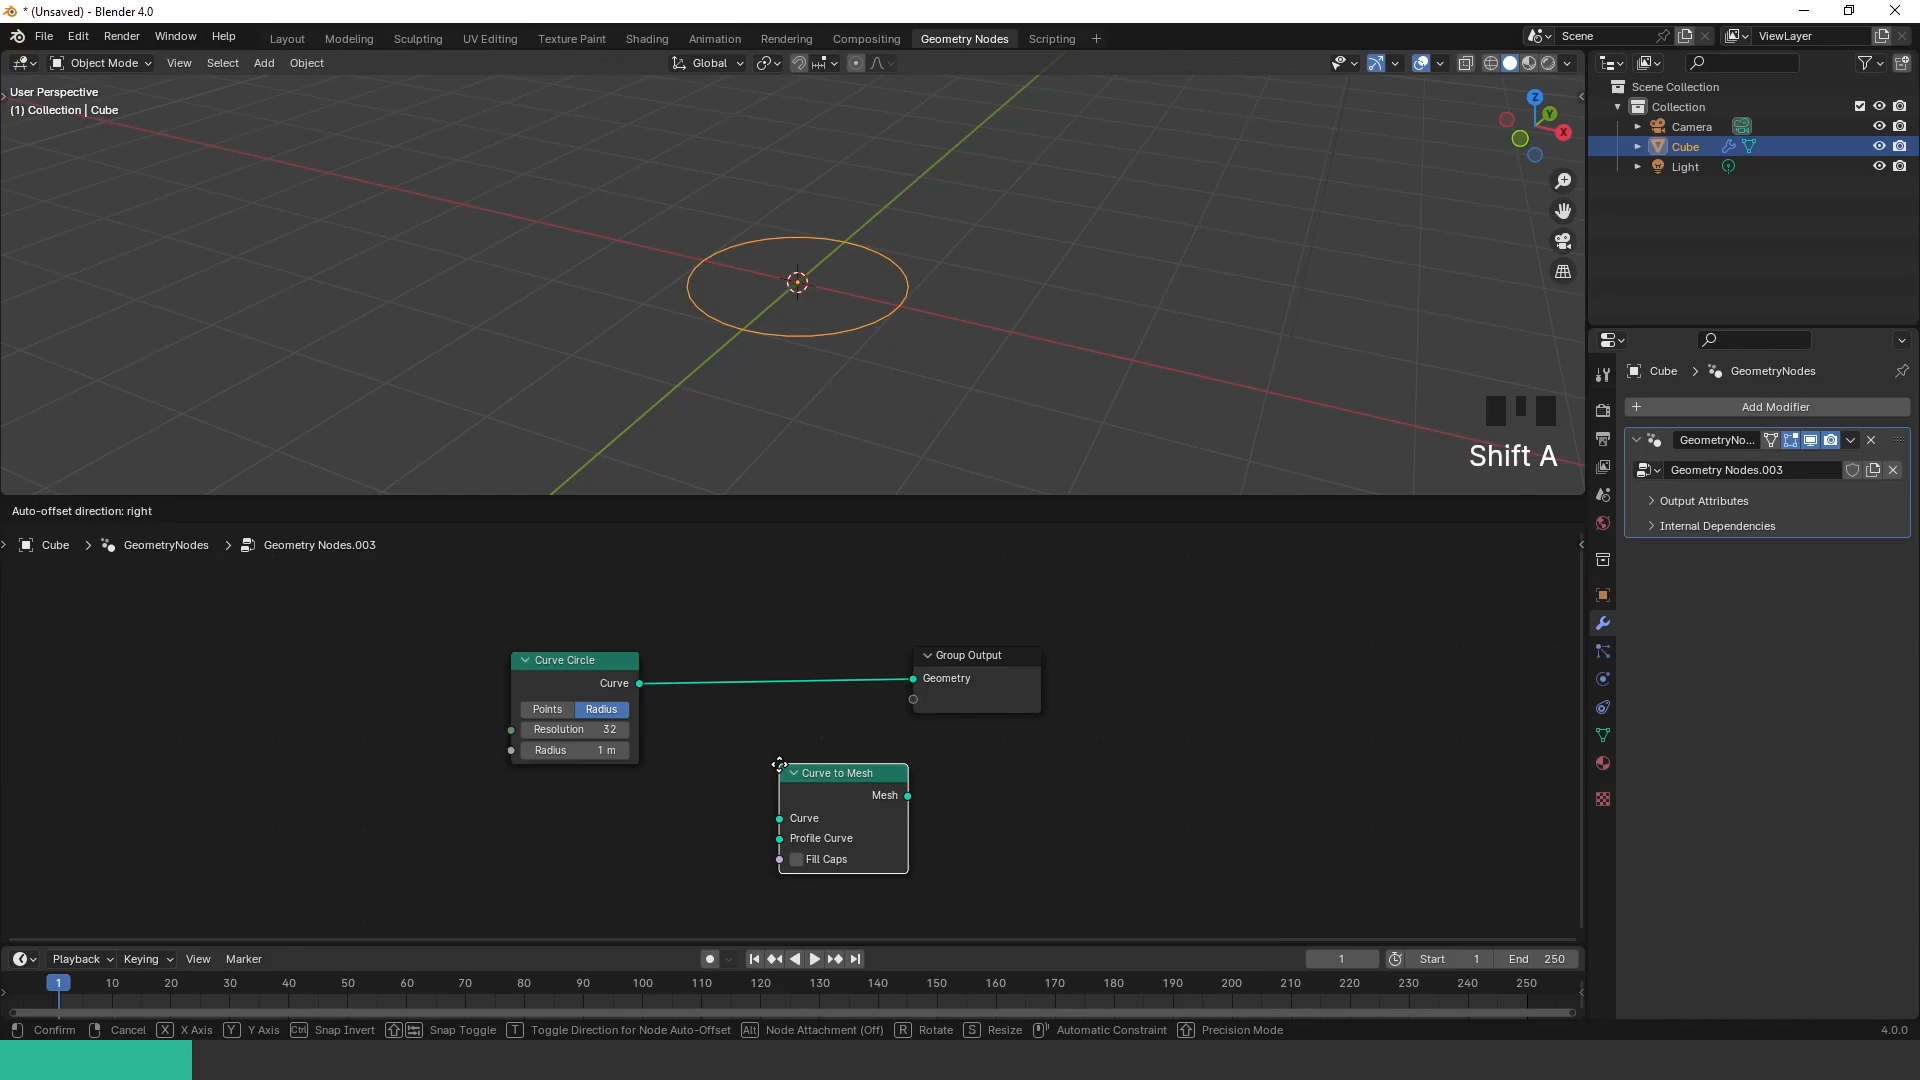 * (Unsaved) - Blender 4.0
File Edit Render Window Help
Layout Modeling Sculpting UV Editing Texture Paint Shading Animation Rendering Compositing Geometry Nodes Scripting +
Scene
ViewLayer
Object Mode View Select Add Object
Global
User Perspective
(1) Collection | Cube
Z
Y
X
Shift A
Scene Collection
Collection
Camera
Cube
Light
Cube > GeometryNodes
+ Add Modifier
GeometryNo...
Geometry Nodes.003
Output Attributes
Internal Dependencies
Auto-offset direction: right
Cube > GeometryNodes > Geometry Nodes.003
Curve Circle
Curve
Points Radius
Resolution 32
Radius 1 m
Group Output
Geometry
Curve to Mesh
Mesh
Curve
Profile Curve
Fill Caps
Playback Keying View Marker
1
Start 1
End 250
1 10 20 30 40 50 60 70 80 90 100 110 120 130 140 150 160 170 180 190 200 210 220 230 240 250
Confirm Cancel X X Axis Y Y Axis Ctrl Snap Invert Snap Toggle T Toggle Direction for Node Auto-Offset Alt Node Attachment (Off) R Rotate S Resize Automatic Constraint Precision Mode
4.0.0